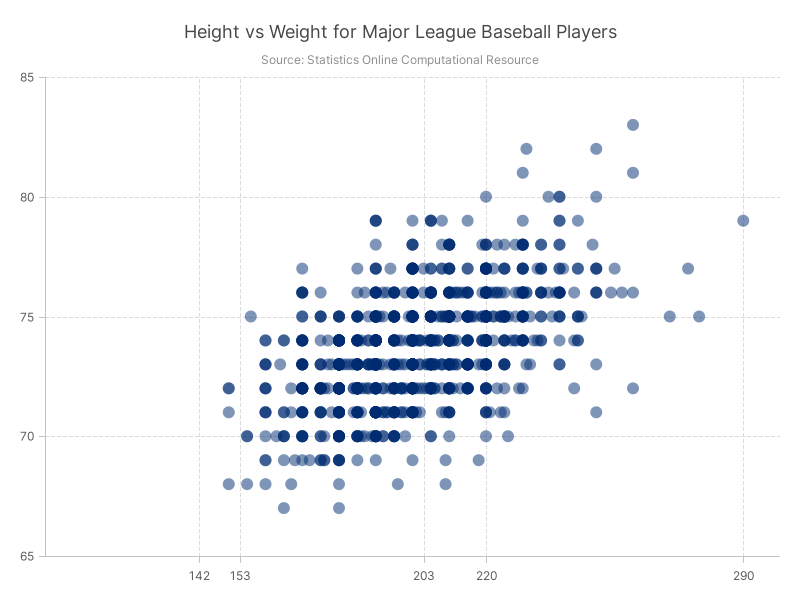 Height vs Weight for Major League Baseball Players
Source: Statistics Online Computational Resource
85
80
75
70
65
142 153 203 220 290